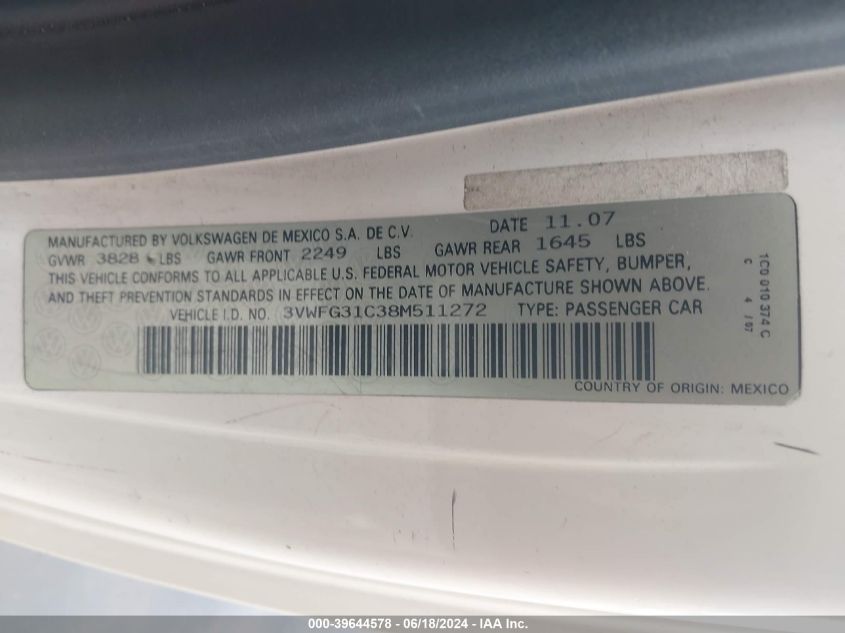 MANUFACTURED BY VOLKSWAGEN DE MEXICO S.A. DE C.V. DATE 11.07
GVWR 3828 LBS GAWR FRONT 2249 LBS GAWR REAR 1645 LBS
THIS VEHICLE CONFORMS TO ALL APPLICABLE U.S. FEDERAL MOTOR VEHICLE SAFETY, BUMPER,
AND THEFT PREVENTION STANDARDS IN EFFECT ON THE DATE OF MANUFACTURE SHOWN ABOVE.
VEHICLE I.D. NO. 3VWFG31C38M511272 TYPE: PASSENGER CAR
COUNTRY OF ORIGIN: MEXICO
1C0 010 374 C
C 4 / 07
000-39644578 - 06/18/2024 - IAA Inc.